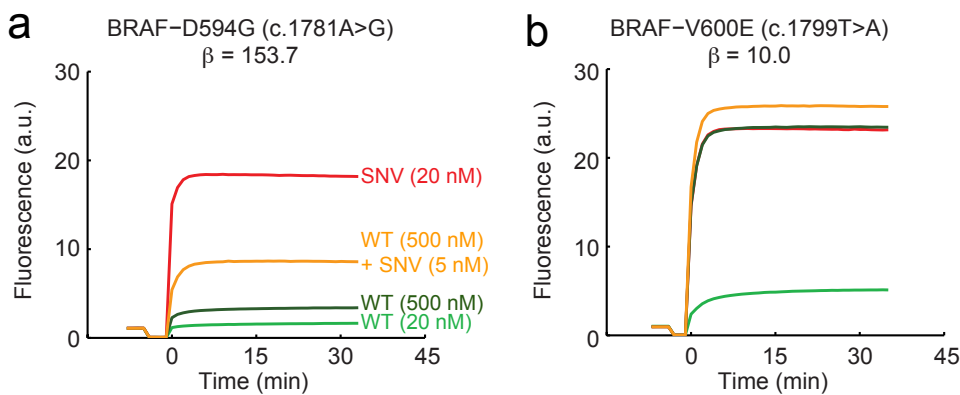 a
BRAF−D594G (c.1781A>G)
β = 153.7
Fluorescence (a.u.)
30
20
10
0
SNV (20 nM)
WT (500 nM)
+ SNV (5 nM)
WT (500 nM)
WT (20 nM)
0
15
30
45
Time (min)
b
BRAF−V600E (c.1799T>A)
β = 10.0
Fluorescence (a.u.)
30
20
10
0
0
15
30
45
Time (min)